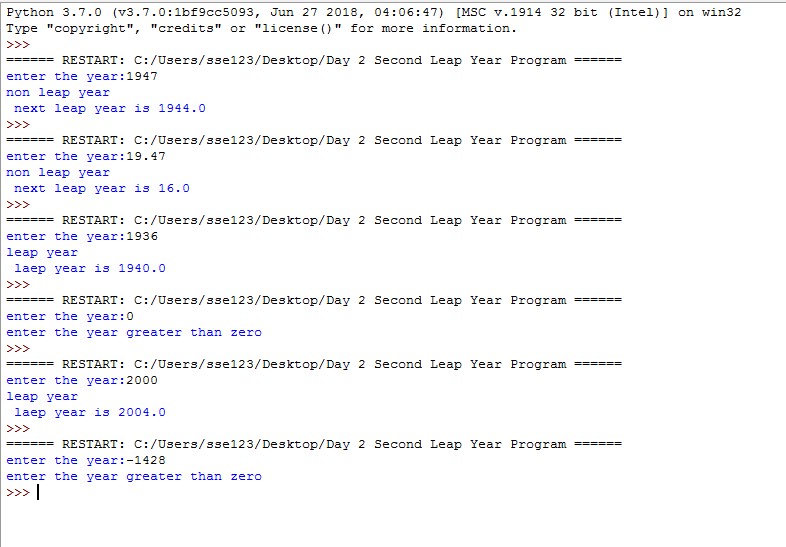 Python 3.7.0 (v3.7.0:1bf9cc5093, Jun 27 2018, 04:06:47) [MSC v.1914 32 bit (Intel)] on win32
Type "copyright", "credits" or "license()" for more information.
>>>
====== RESTART: C:/Users/sse123/Desktop/Day 2 Second Leap Year Program ======
enter the year:1947
non leap year
 next leap year is 1944.0
>>>
====== RESTART: C:/Users/sse123/Desktop/Day 2 Second Leap Year Program ======
enter the year:19.47
non leap year
 next leap year is 16.0
>>>
====== RESTART: C:/Users/sse123/Desktop/Day 2 Second Leap Year Program ======
enter the year:1936
leap year
 laep year is 1940.0
>>>
====== RESTART: C:/Users/sse123/Desktop/Day 2 Second Leap Year Program ======
enter the year:0
enter the year greater than zero
>>>
====== RESTART: C:/Users/sse123/Desktop/Day 2 Second Leap Year Program ======
enter the year:2000
leap year
 laep year is 2004.0
>>>
====== RESTART: C:/Users/sse123/Desktop/Day 2 Second Leap Year Program ======
enter the year:-1428
enter the year greater than zero
>>>